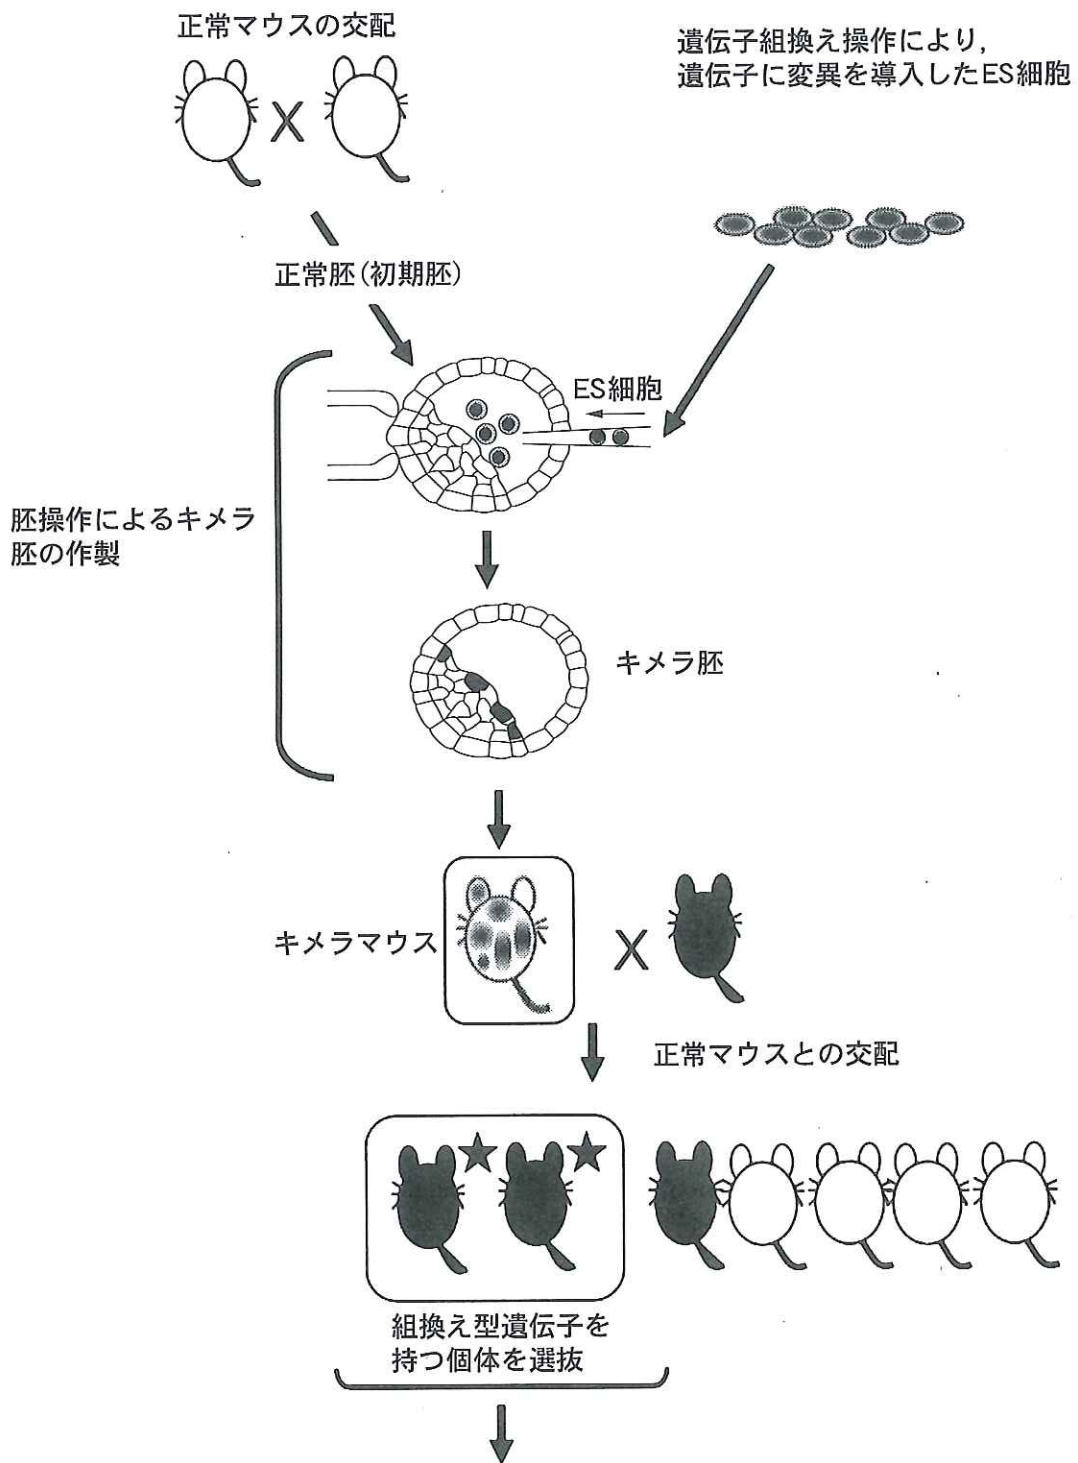 正常マウスの交配
遺伝子組換え操作により，
遺伝子に変異を導入したES細胞
X
正常胚（初期胚）
ES細胞
胚操作によるキメラ
胚の作製
キメラ胚
キメラマウス
X
正常マウスとの交配
組換え型遺伝子を
持つ個体を選抜